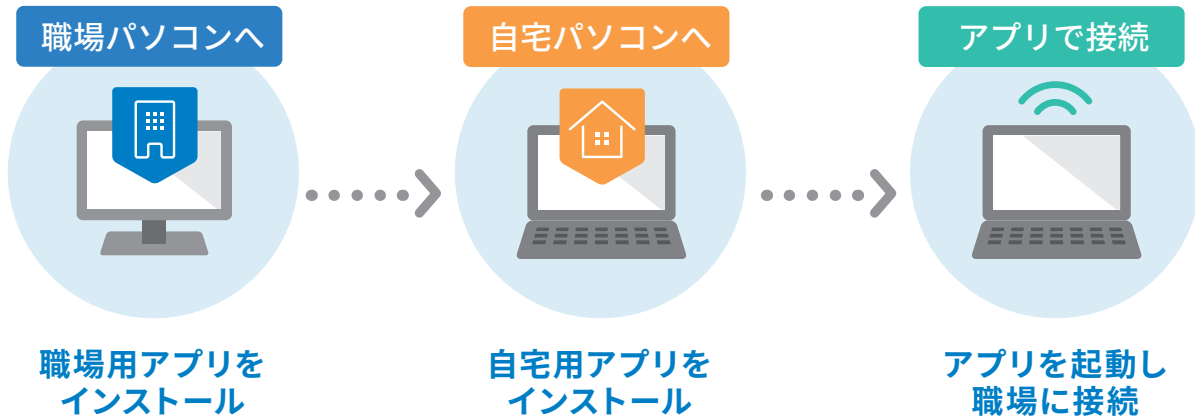 職場パソコンへ
自宅パソコンへ
アプリで接続
職場用アプリを
インストール
自宅用アプリを
インストール
アプリを起動し
職場に接続